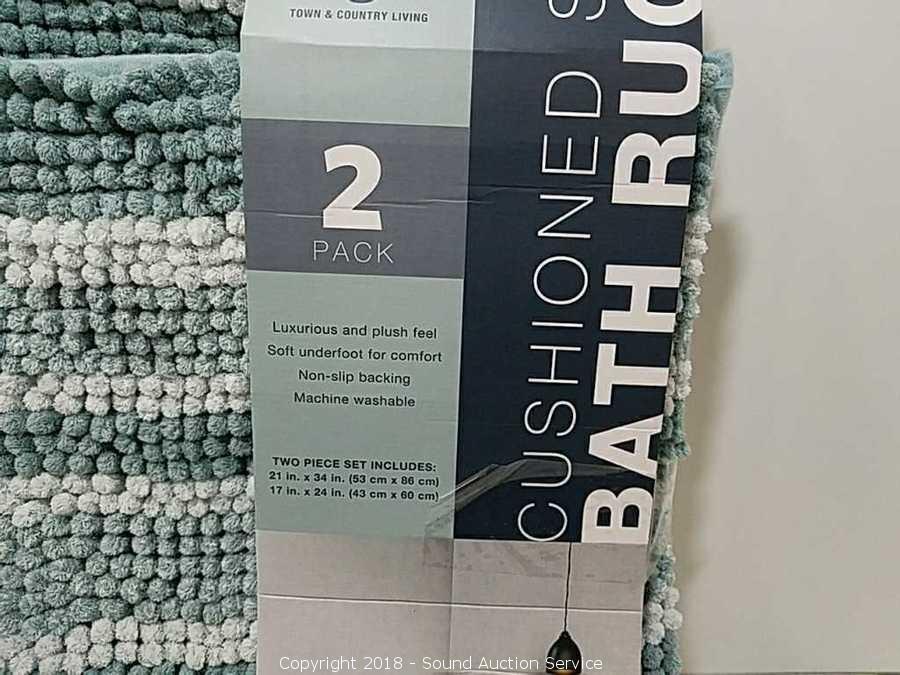 TOWN & COUNTRY LIVING
2
PACK
Luxurious and plush feel
Soft underfoot for comfort
Non-slip backing
Machine washable
TWO PIECE SET INCLUDES:
21 in. x 34 in. (53 cm x 86 cm)
17 in. x 24 in. (43 cm x 60 cm)
CUSHIONED S
BATH RUG
Copyright 2018 - Sound Auction Service